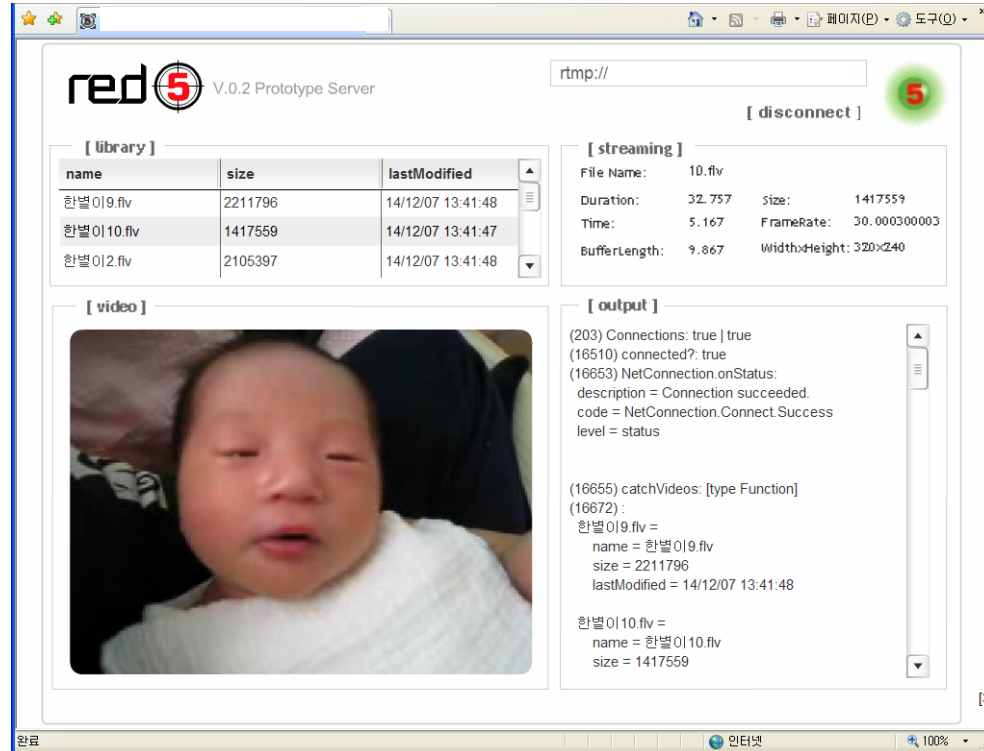 페이지(P)
도구(O)
red 5
V.0.2 Prototype Server
rtmp://
[ disconnect ]
5
[ library ]
name size lastModified
한별이9.flv 2211796 14/12/07 13:41:48
한별이10.flv 1417559 14/12/07 13:41:47
한별이2.flv 2105397 14/12/07 13:41:48
[ streaming ]
File Name: 10.flv
Duration: 32.757 Size: 1417559
Time: 5.167 FrameRate: 30.000300003
BufferLength: 9.867 WidthxHeight: 320x240
[ video ]
[ output ]
(203) Connections: true | true
(16510) connected?: true
(16653) NetConnection.onStatus:
description = Connection succeeded.
code = NetConnection.Connect.Success
level = status
(16655) catchVideos: [type Function]
(16672) :
한별이9.flv =
name = 한별이9.flv
size = 2211796
lastModified = 14/12/07 13:41:48
한별이10.flv =
name = 한별이10.flv
size = 1417559
완료
인터넷
100%